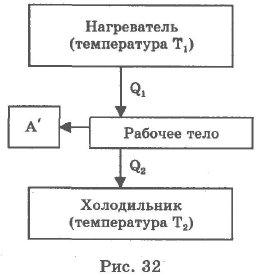 Нагреватель
(температура T₁)
Q₁
A′
Рабочее тело
Q₂
Холодильник
(температура T₂)
Рис. 32